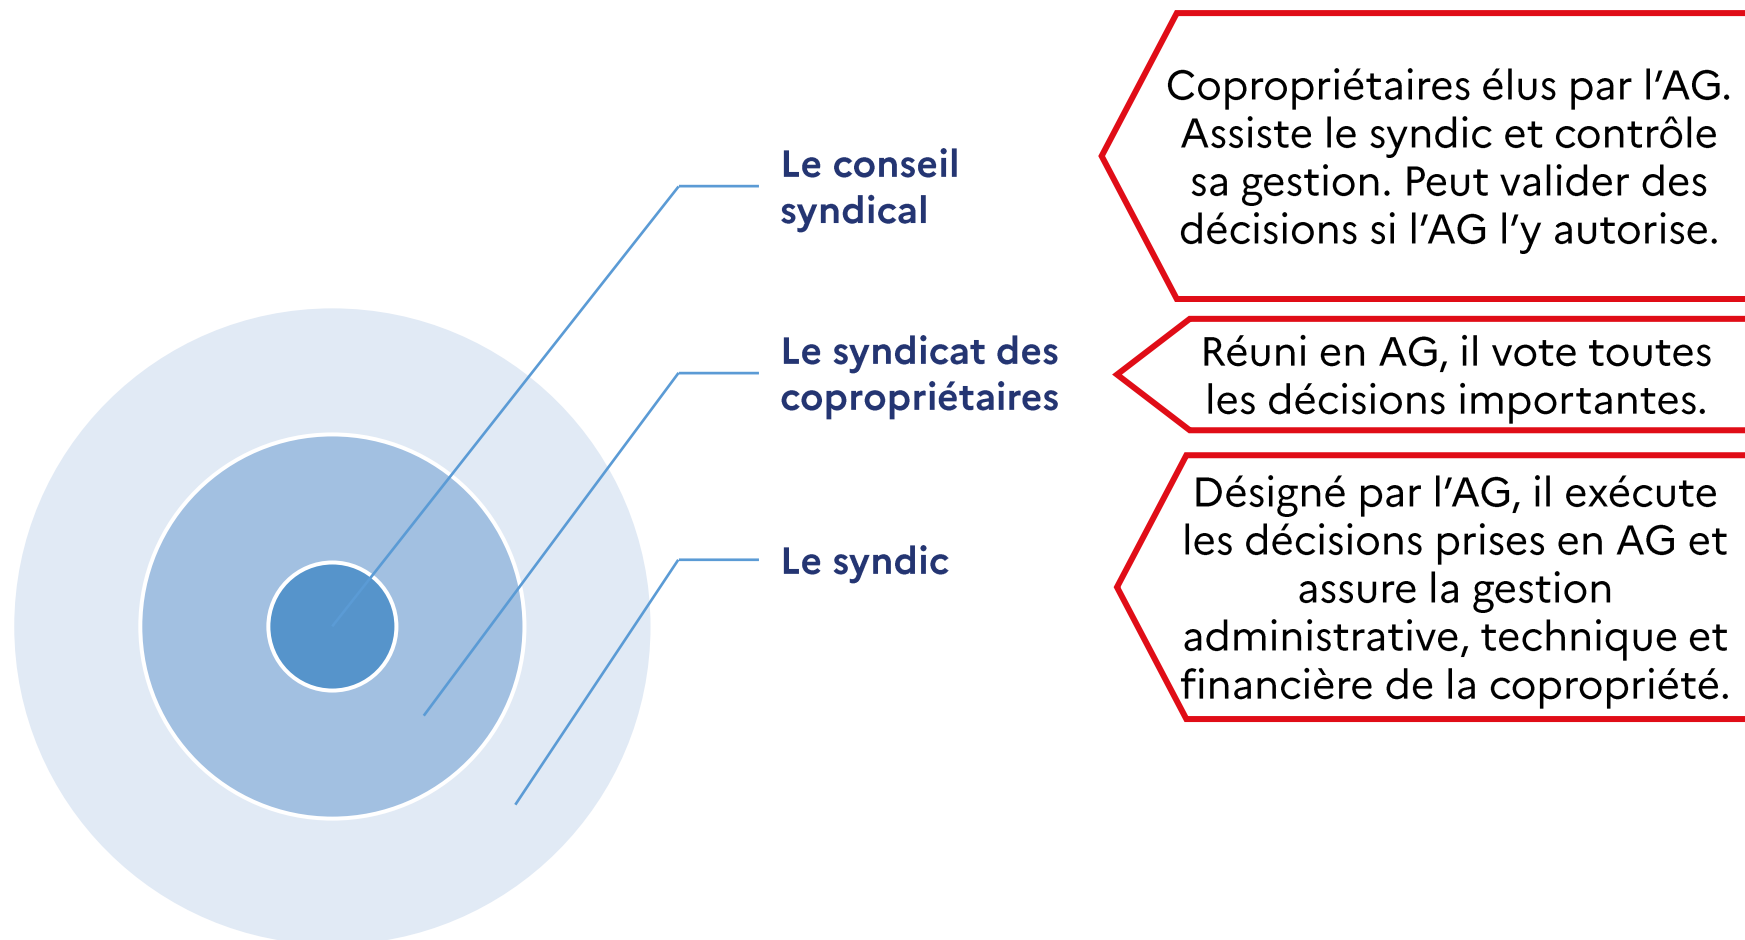 Le conseil
syndical
Copropriétaires élus par l’AG.
Assiste le syndic et contrôle
sa gestion. Peut valider des
décisions si l’AG l’y autorise.
Le syndicat des
copropriétaires
Réuni en AG, il vote toutes
les décisions importantes.
Le syndic
Désigné par l’AG, il exécute
les décisions prises en AG et
assure la gestion
administrative, technique et
financière de la copropriété.